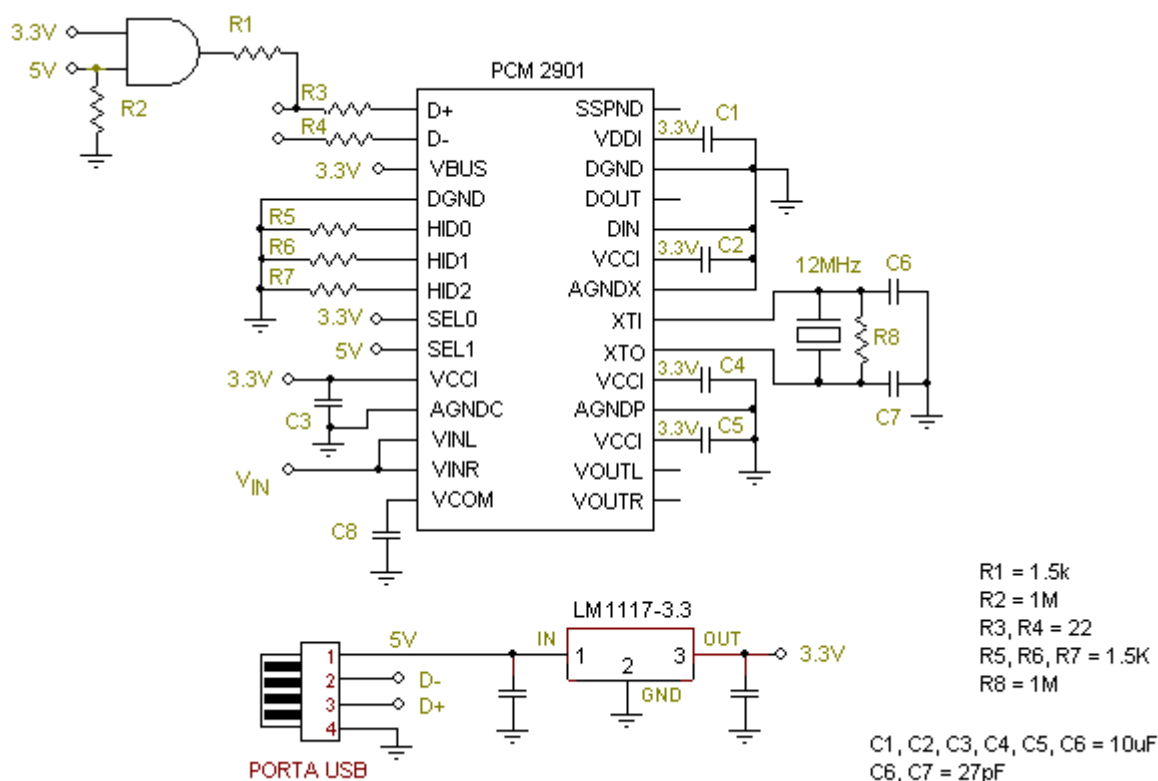 3.3V
5V
R1
R2
R3
R4
PCM 2901
D+
D-
VBUS
DGND
HID0
HID1
HID2
SEL0
SEL1
VCCI
AGNDC
VINL
VINR
VCOM
SSPND
VDDI
DGND
DOUT
DIN
VCCI
AGNDX
XTI
XTO
VCCI
AGNDP
VCCI
VOUTL
VOUTR
3.3V
R5
R6
R7
3.3V
5V
3.3V
C3
VIN
C8
3.3V C1
3.3V C2
12MHz
C6
R8
C7
3.3V C4
3.3V C5
LM1117-3.3
5V
IN
OUT
1
2
3
GND
3.3V
1
2
3
4
D-
D+
PORTA USB
R1 = 1.5k
R2 = 1M
R3, R4 = 22
R5, R6, R7 = 1.5K
R8 = 1M
C1, C2, C3, C4, C5, C6 = 10uF
C6, C7 = 27pF